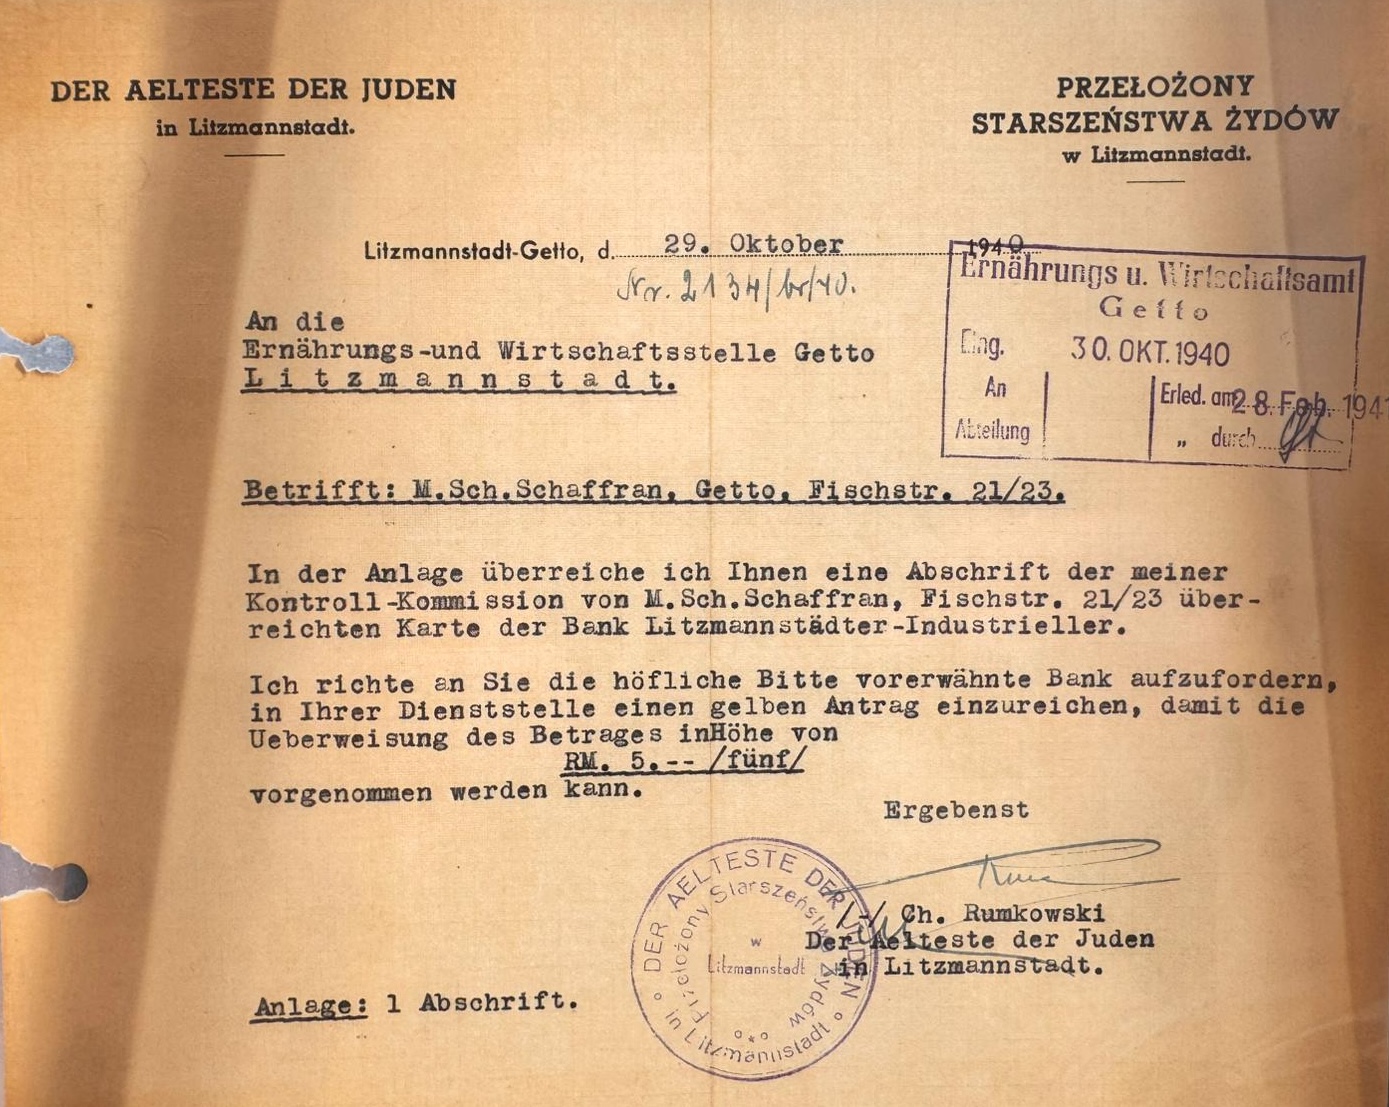 DER AELTESTE DER JUDEN
in Litzmannstadt.
PRZEŁOŻONY
STARSZEŃSTWA ŻYDÓW
w Litzmannstadt.
Litzmannstadt-Getto, d. 29. Oktober 1940
Nr. 2134/br/40.
Ernährungs u. Wirtschaftsamt
Getto
Eing. 30. OKT. 1940
An
Abteilung
Erled. am 28. Feb. 1941
„ durch
An die
Ernährungs-und Wirtschaftsstelle Getto
Litzmannstadt.
Betrifft: M.Sch.Schaffran, Getto, Fischstr. 21/23.
In der Anlage überreiche ich Ihnen eine Abschrift der meiner
Kontroll-Kommission von M.Sch.Schaffran, Fischstr. 21/23 über-
reichten Karte der Bank Litzmannstädter-Industrieller.
Ich richte an Sie die höfliche Bitte vorerwähnte Bank aufzufordern,
in Ihrer Dienststelle einen gelben Antrag einzureichen, damit die
Ueberweisung des Betrages inHöhe von
RM. 5.-- /fünf/
vorgenommen werden kann.
Ergebenst
/-/ Ch. Rumkowski
Der Aelteste der Juden
in Litzmannstadt.
DER AELTESTE DER JUDEN
in Litzmannstadt
Przełożony Starszeństwa Żydów
w
Litzmannstadt
Anlage: 1 Abschrift.